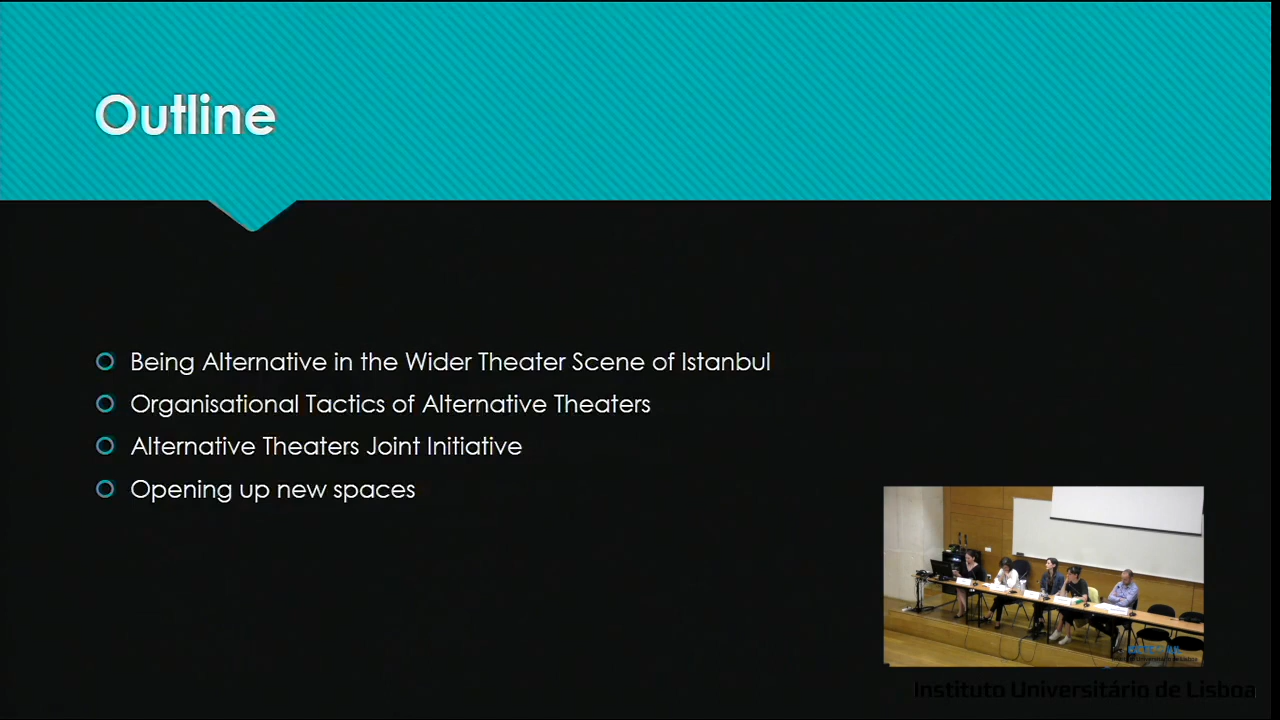 Outline
Being Alternative in the Wider Theater Scene of Istanbul
Organisational Tactics of Alternative Theaters
Alternative Theaters Joint Initiative
Opening up new spaces
Instituto Universitário de Lisboa